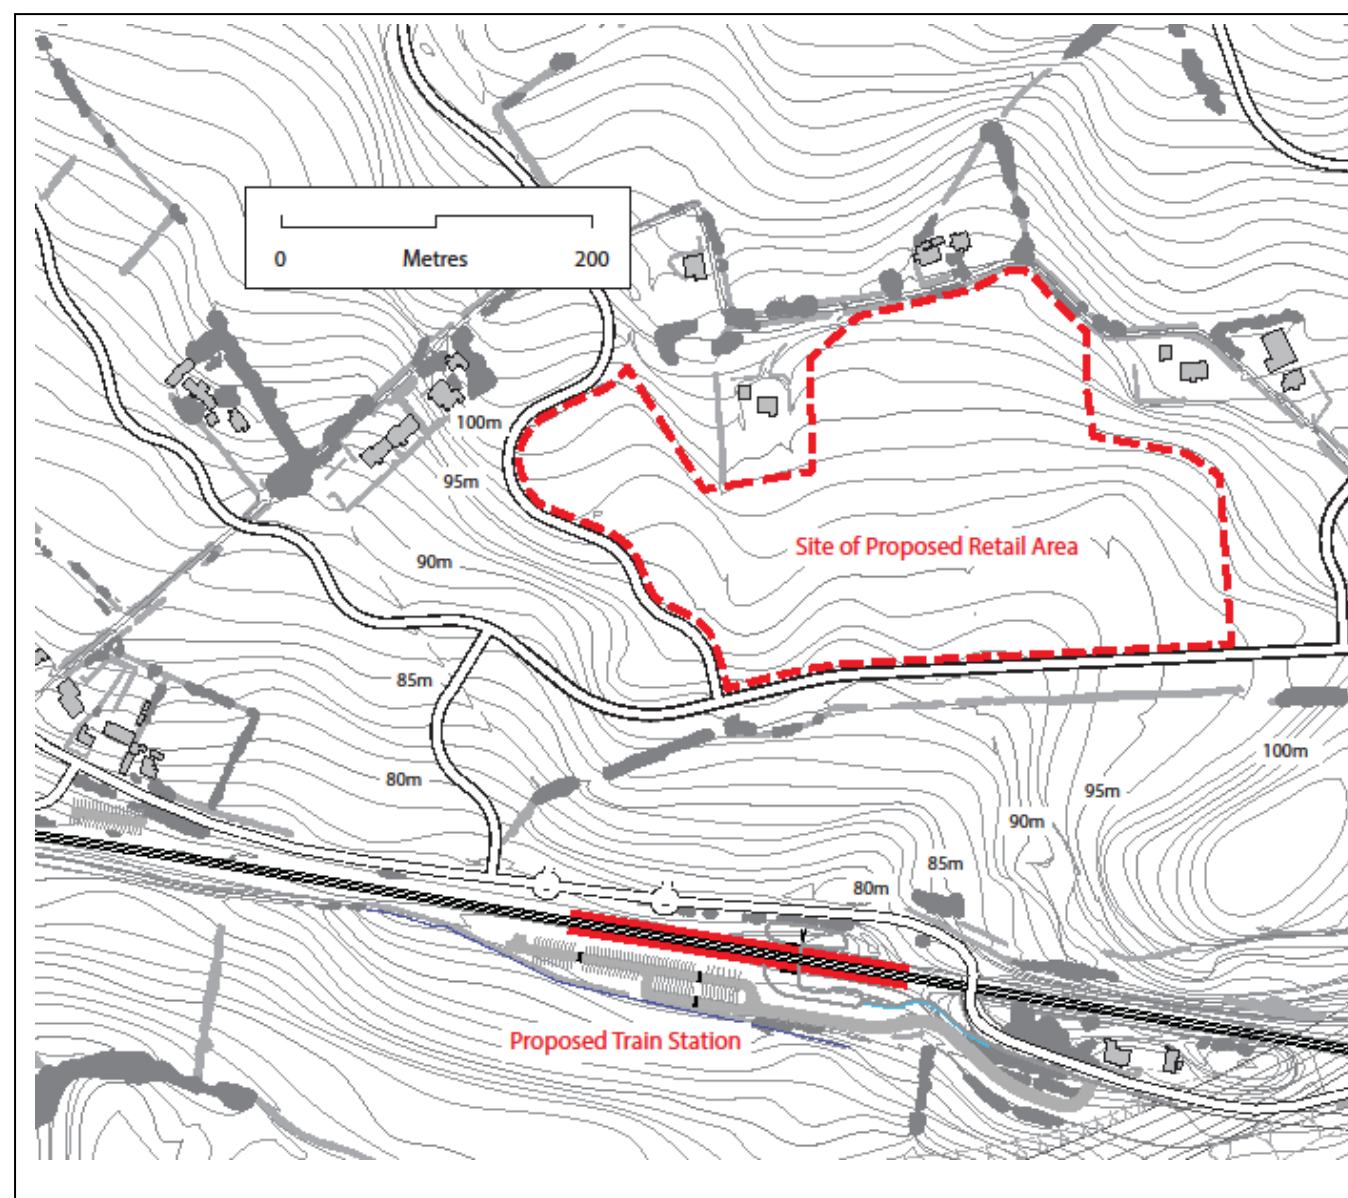 0 Metres 200
100m
95m
Site of Proposed Retail Area
90m
85m
100m
80m
95m
90m
85m
80m
Proposed Train Station